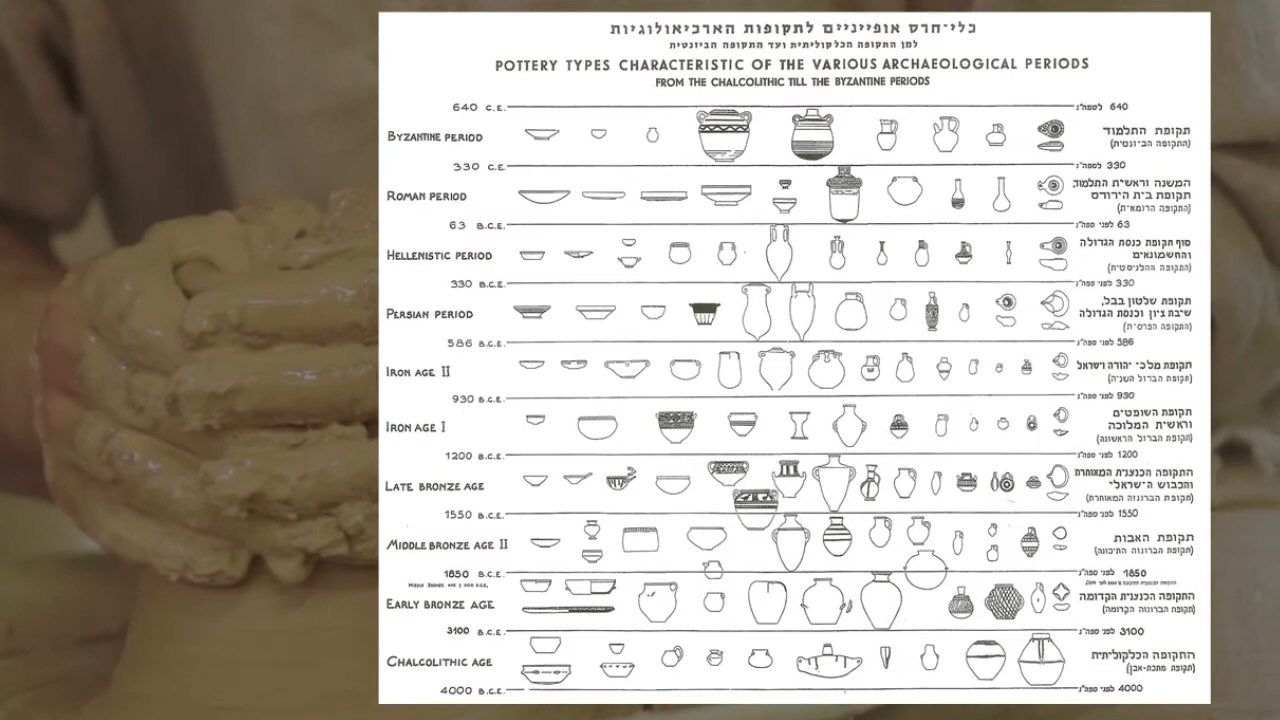 כלי־חרס אופייניים לתקופות הארכיאולוגיות
למן התקופה הכלקוליתית ועד התקופה הביזנטית
POTTERY TYPES CHARACTERISTIC OF THE VARIOUS ARCHAEOLOGICAL PERIODS
FROM THE CHALCOLITHIC TILL THE BYZANTINE PERIODS
640 C.E. 640 לספה"נ
BYZANTINE PERIOD תקופת התלמוד
(התקופה הביזנטית)
330 C.E. 330 לספה"נ
המשנה וראשית התלמוד,
ROMAN PERIOD תקופת בית הורדוס
(התקופה הרומאית)
63 B.C.E. 63 לפני ספה"נ
סוף תקופת כנסת הגדולה
HELLENISTIC PERIOD והחשמונאים
(התקופה ההלניסטית)
330 B.C.E. 330 לפני ספה"נ
תקופת שלטון בבל,
PERSIAN PERIOD שיבת ציון וכנסת הגדולה
(התקופה הפרסית)
586 B.C.E. 586 לפני ספה"נ
IRON AGE II תקופת מלכי יהודה וישראל
(תקופת הברזל השניה)
930 B.C.E. 930 לפני ספה"נ
תקופת השופטים
IRON AGE I וראשית המלוכה
(תקופת הברזל הראשונה)
1200 B.C.E. 1200 לפני ספה"נ
התקופה הכנענית המאוחרת
LATE BRONZE AGE והכבוש הישראלי
(תקופת הברונזה המאוחרת)
1550 B.C.E. 1550 לפני ספה"נ
MIDDLE BRONZE AGE II תקופת האבות
(תקופת הברונזה התיכונה)
1850 B.C.E. 1850 לפני ספה"נ
MIDDLE BRONZE AGE
EARLY BRONZE AGE התקופה הכנענית הקדומה
(תקופת הברונזה הקדומה)
3100 B.C.E. 3100 לפני ספה"נ
CHALCOLITHIC AGE התקופה הכלקוליתית
(תקופת מתכת-אבן)
4000 B.C.E. 4000 לפני ספה"נ